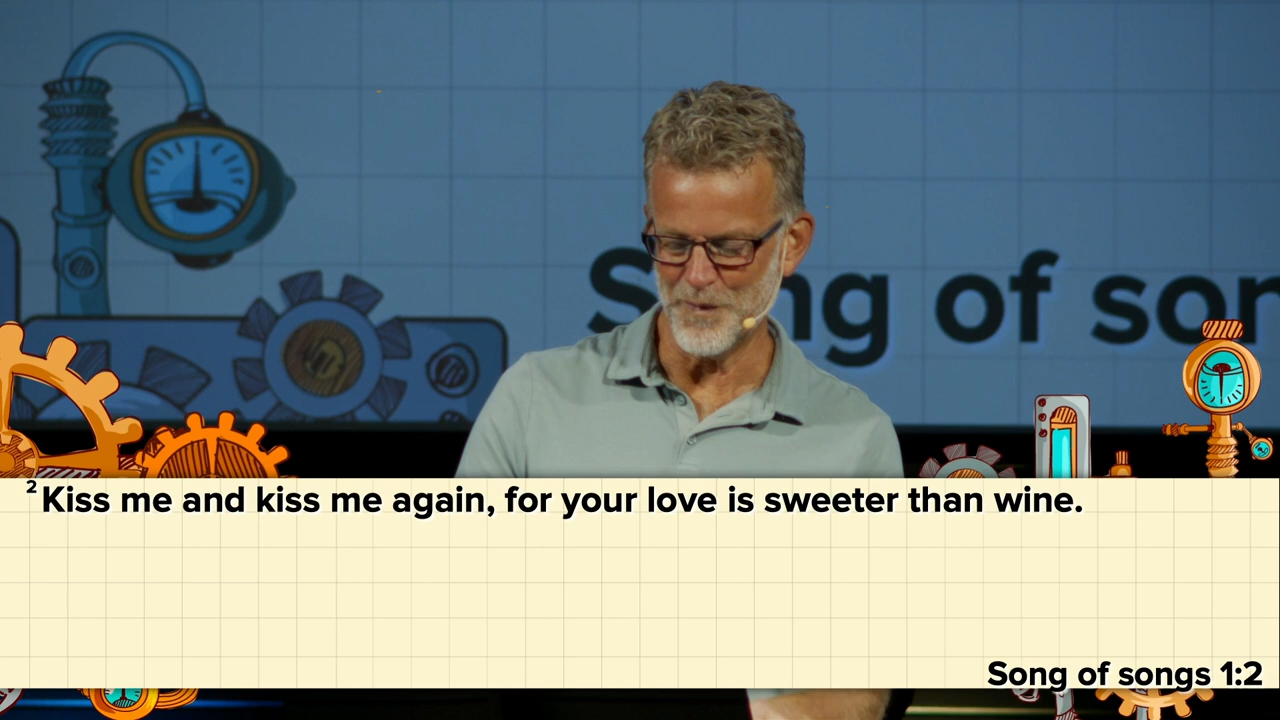 Song of son
²Kiss me and kiss me again, for your love is sweeter than wine.
Song of songs 1:2